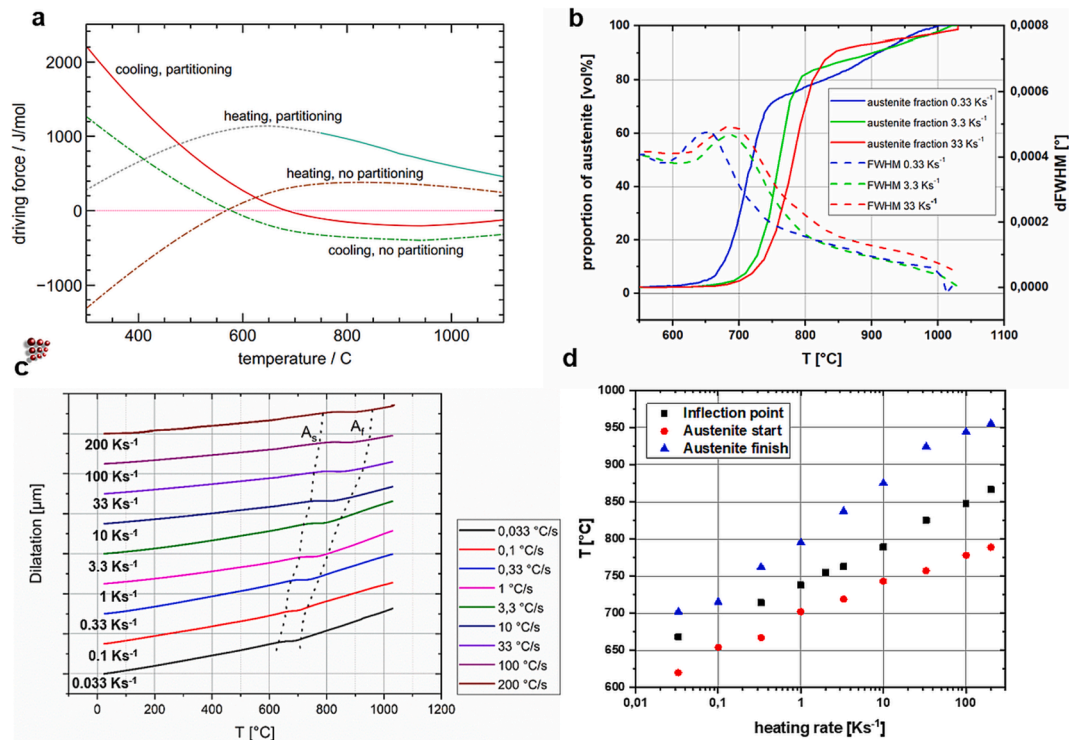 a
2000
1000
0
−1000
driving force / J/mol
cooling, partitioning
heating, partitioning
heating, no partitioning
cooling, no partitioning
400
600
800
1000
temperature / C
b
100
80
60
40
20
0
proportion of austenite [vol%]
austenite fraction 0.33 Ks-1
austenite fraction 3.3 Ks-1
austenite fraction 33 Ks-1
FWHM 0.33 Ks-1
FWHM 3.3 Ks-1
FWHM 33 Ks-1
0,0008
0,0006
0,0004
0,0002
0,0000
dFWHM [°]
600
700
800
900
1000
1100
T [°C]
c
Dilatation [µm]
As
Af
200 Ks-1
100 Ks-1
33 Ks-1
10 Ks-1
3.3 Ks-1
1 Ks-1
0.33 Ks-1
0.1 Ks-1
0.033 Ks-1
0
200
400
600
800
1000
1200
T [°C]
0,033 °C/s
0,1 °C/s
0,33 °C/s
1 °C/s
3,3 °C/s
10 °C/s
33 °C/s
100 °C/s
200 °C/s
d
1000
950
900
850
800
750
700
650
600
T [°C]
Inflection point
Austenite start
Austenite finish
0,01
0,1
1
10
100
heating rate [Ks-1]